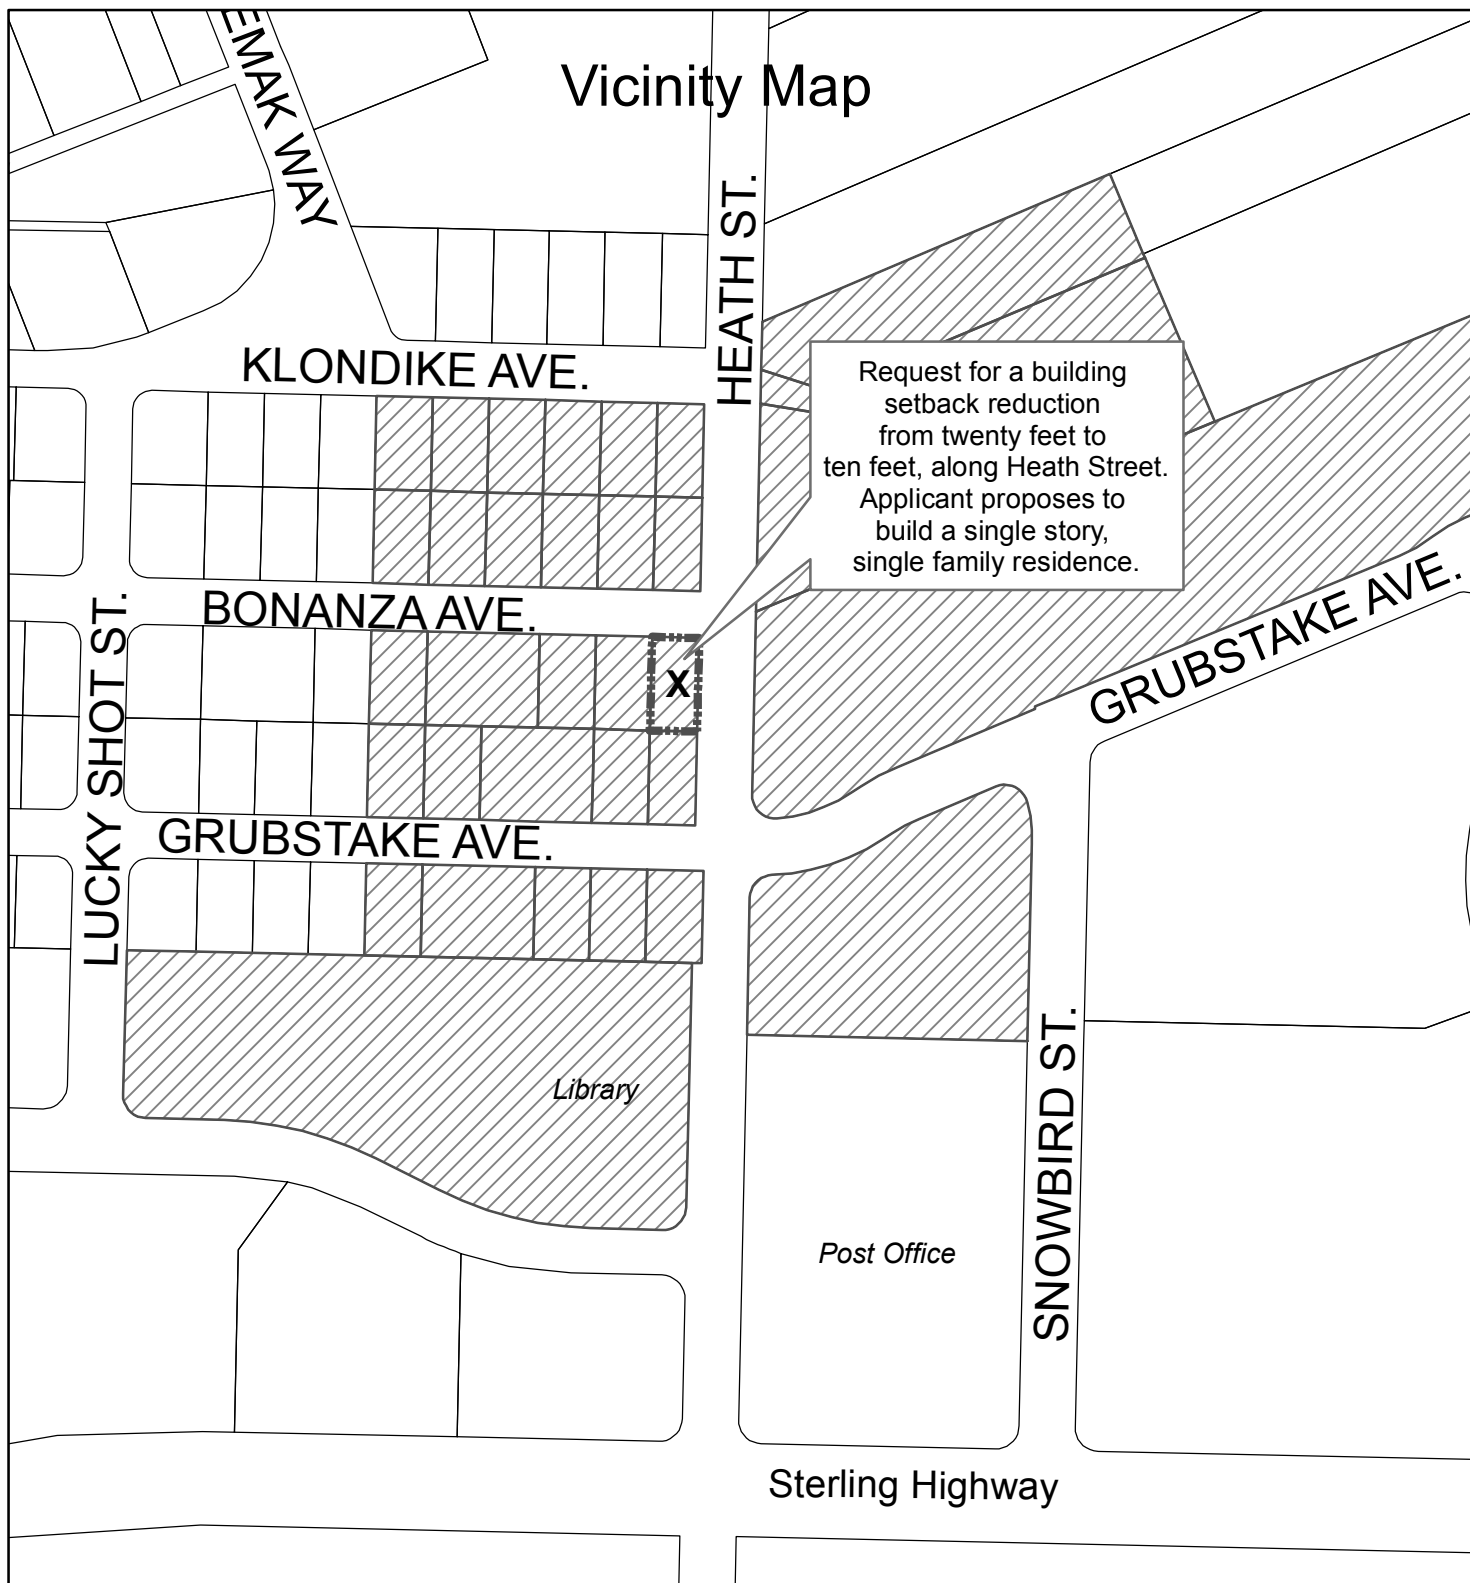 EMAK WAY
Vicinity Map
HEATH ST.
KLONDIKE AVE.
Request for a building
setback reduction
from twenty feet to
ten feet, along Heath Street.
Applicant proposes to
build a single story,
single family residence.
BONANZA AVE.
X
GRUBSTAKE AVE.
LUCKY SHOT ST.
GRUBSTAKE AVE.
Library
SNOWBIRD ST.
Post Office
Sterling Highway